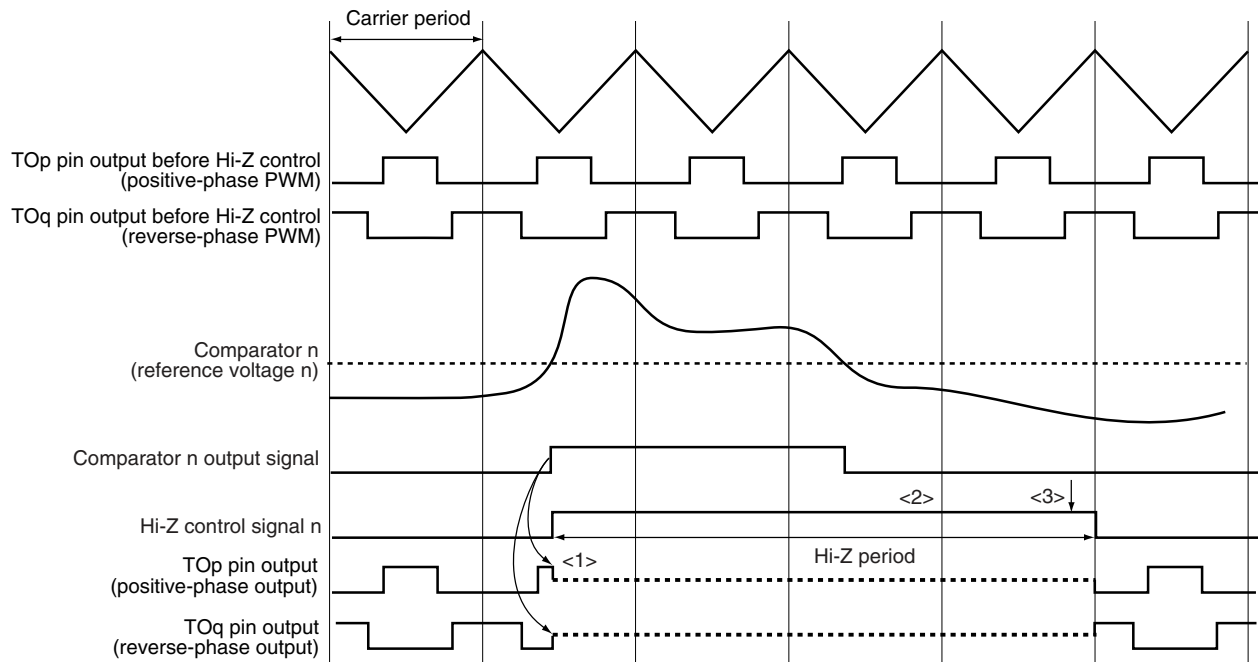 Carrier period
TOp pin output before Hi-Z control
(positive-phase PWM)
TOq pin output before Hi-Z control
(reverse-phase PWM)
Comparator n
(reference voltage n)
Comparator n output signal
<2>
<3>
Hi-Z control signal n
<1>
Hi-Z period
TOp pin output
(positive-phase output)
TOq pin output
(reverse-phase output)